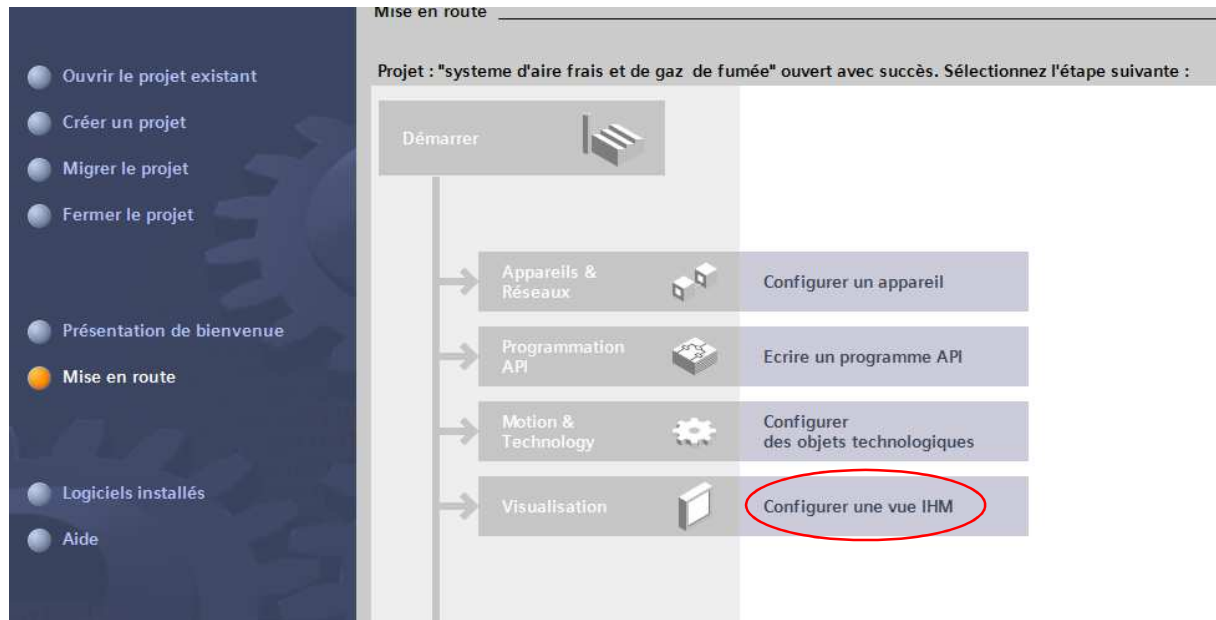 Mise en route
Ouvrir le projet existant
Créer un projet
Migrer le projet
Fermer le projet
Présentation de bienvenue
Mise en route
Logiciels installés
Aide
Projet : "systeme d'aire frais et de gaz de fumée" ouvert avec succès. Sélectionnez l'étape suivante :
Démarrer
Appareils &
Réseaux
Configurer un appareil
Programmation
API
Ecrire un programme API
Motion &
Technology
Configurer
des objets technologiques
Visualisation
Configurer une vue IHM